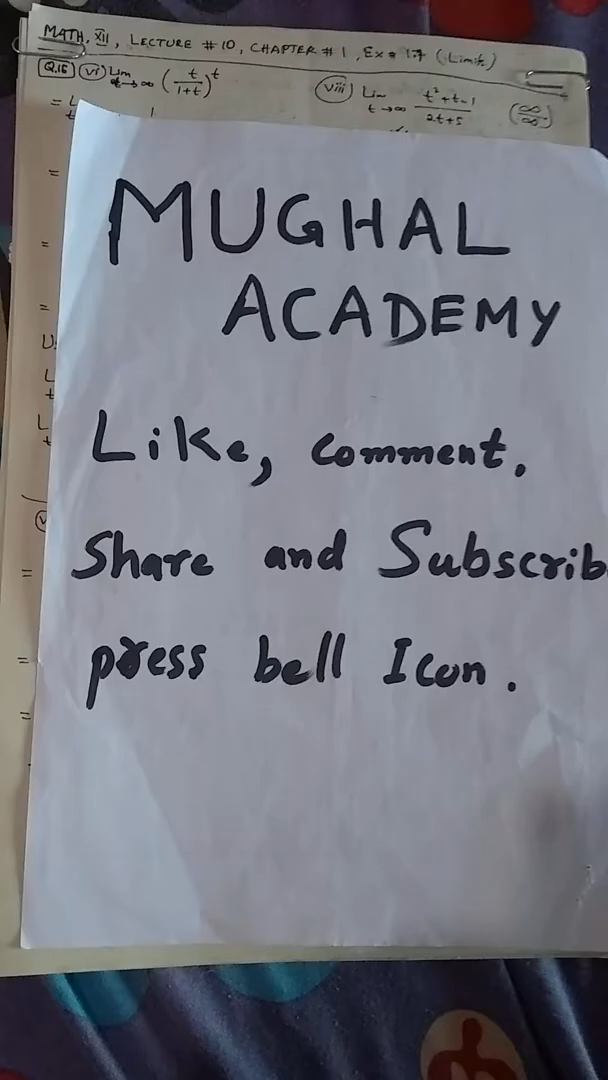 MATH. XII, LECTURE # 10, CHAPTER # 1, Ex # 1.7 (Limit)
Q.15 (vi) Lim t→∞ (t/1+t)^t
(viii) Lim t→∞ t²+t-1/2t+5 (∞/∞)
MUGHAL
ACADEMY
Like, comment.
Share and Subscrib
press bell Icon.